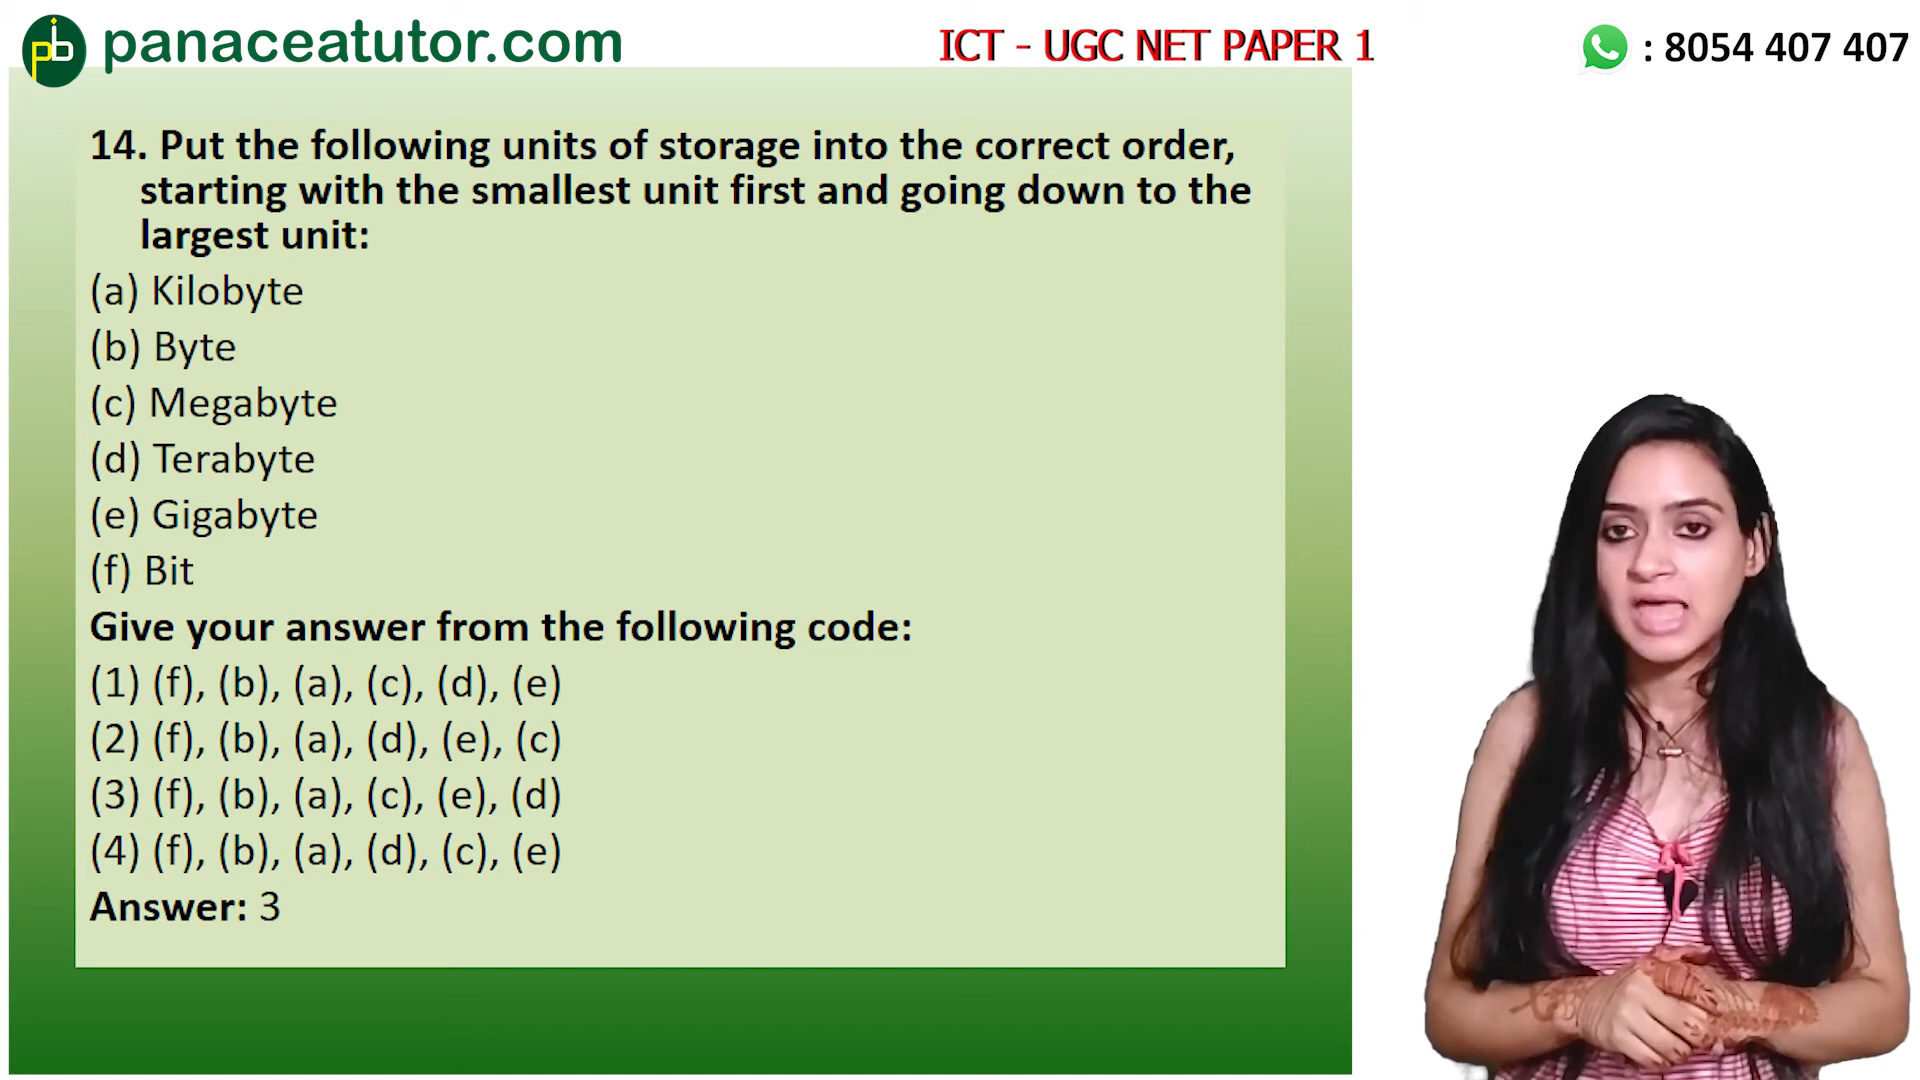 pb panaceatutor.com
ICT - UGC NET PAPER 1
: 8054 407 407
14. Put the following units of storage into the correct order,
starting with the smallest unit first and going down to the
largest unit:
(a) Kilobyte
(b) Byte
(c) Megabyte
(d) Terabyte
(e) Gigabyte
(f) Bit
Give your answer from the following code:
(1) (f), (b), (a), (c), (d), (e)
(2) (f), (b), (a), (d), (e), (c)
(3) (f), (b), (a), (c), (e), (d)
(4) (f), (b), (a), (d), (c), (e)
Answer: 3